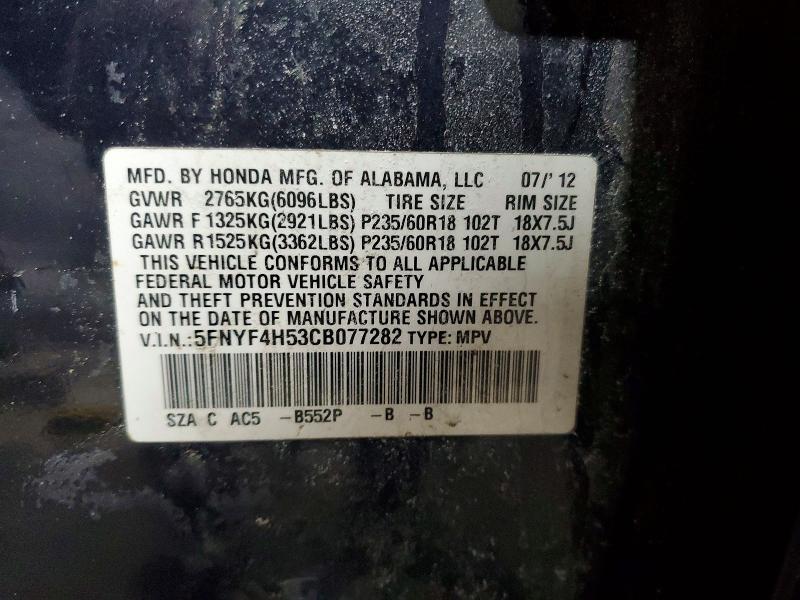 MFD. BY HONDA MFG. OF ALABAMA, LLC 07/' 12
GVWR 2765KG(6096LBS) TIRE SIZE RIM SIZE
GAWR F 1325KG(2921LBS) P235/60R18 102T 18X7.5J
GAWR R1525KG(3362LBS) P235/60R18 102T 18X7.5J
THIS VEHICLE CONFORMS TO ALL APPLICABLE
FEDERAL MOTOR VEHICLE SAFETY
AND THEFT PREVENTION STANDARDS IN EFFECT
ON THE DATE OF MANUFACTURE SHOWN ABOVE.
V.I.N.:5FNYF4H53CB077282 TYPE: MPV
SZA C AC5 -B552P -B -B